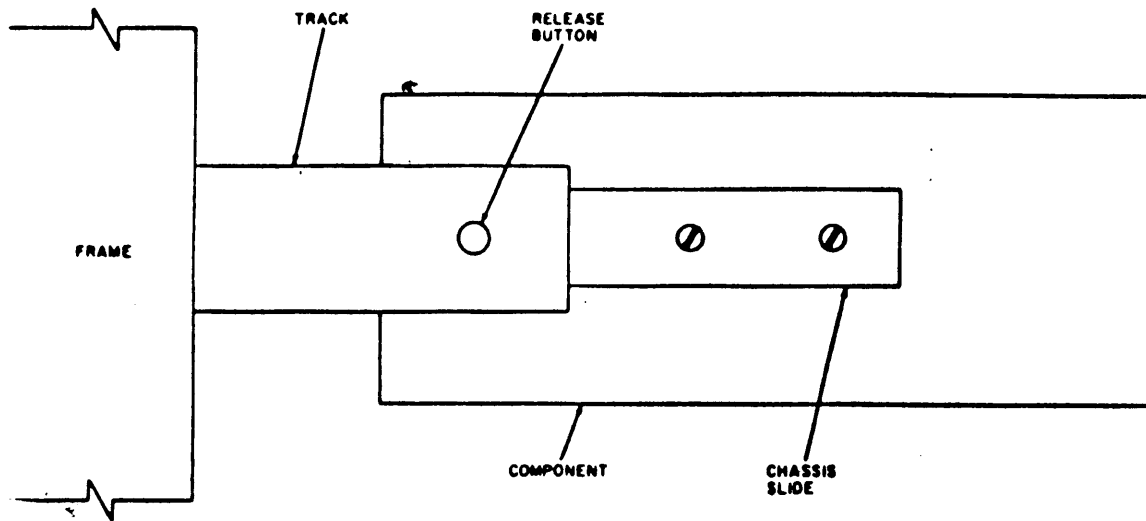 TRACK
RELEASE
BUTTON
FRAME
COMPONENT
CHASSIS
SLIDE